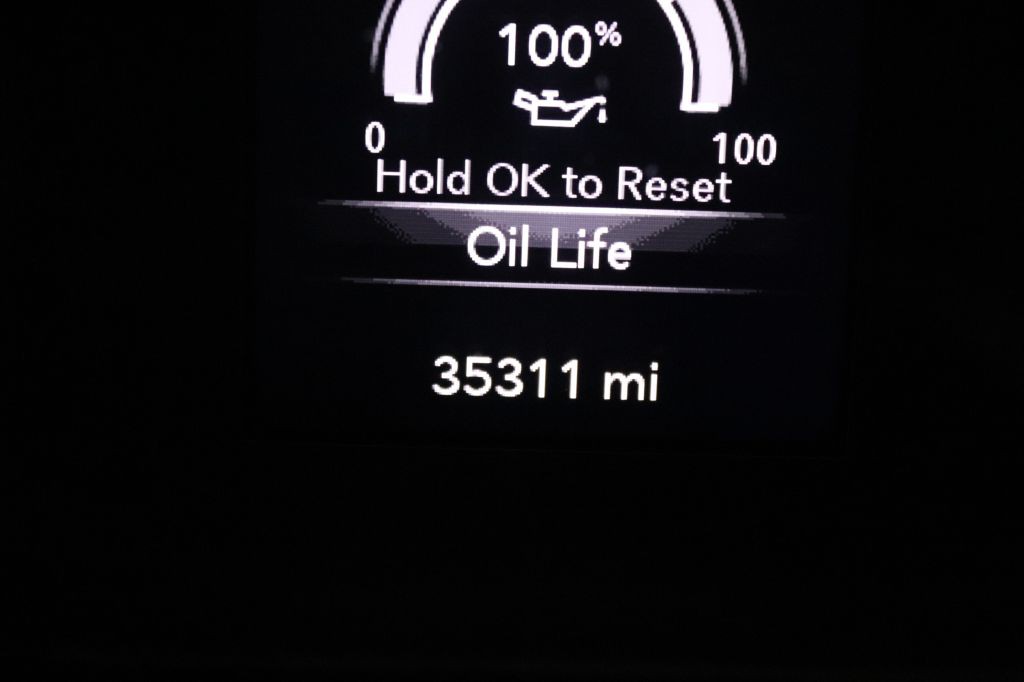 100%
0 100
Hold OK to Reset
Oil Life
35311 mi